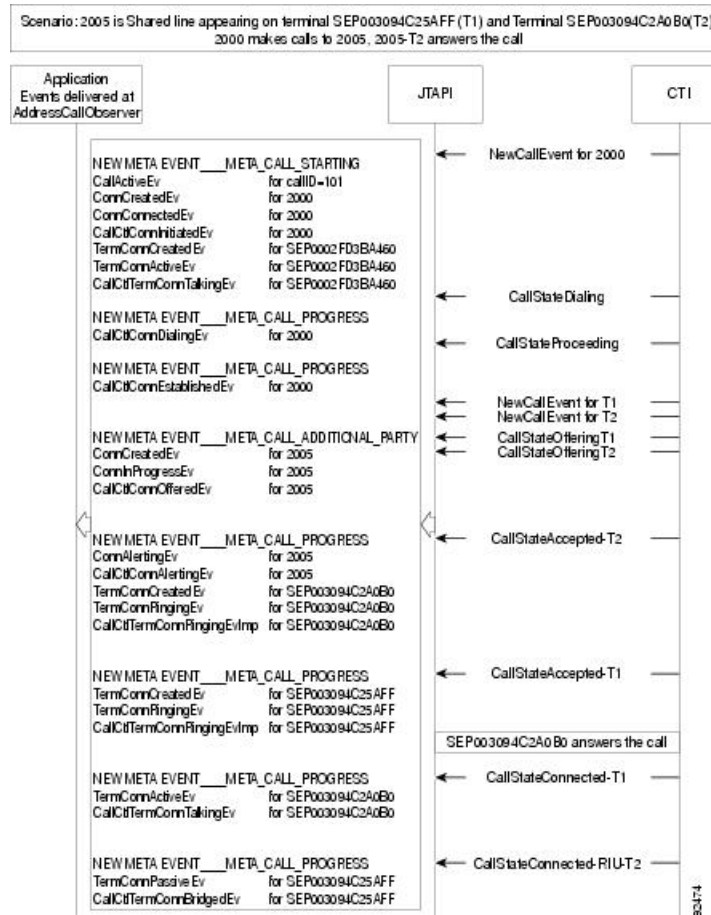 Scenario: 2005 is Shared line appearing on terminal SEP003094C25AFF (T1) and Terminal SEP003094C2A0B0(T2)
2000 makes calls to 2005, 2005-T2 answers the call
Application
Events delivered at
AddressCallObserver
JTAPI
CTI
NEW META EVENT___META_CALL_STARTING
CallActiveEv for callID=101
ConnCreatedEv for 2000
ConnConnectedEv for 2000
CallCtlConnInitiatedEv for 2000
TermConnCreatedEv for SEP0002FD3BA460
TermConnActiveEv for SEP0002FD3BA460
CallCtlTermConnTalkingEv for SEP0002FD3BA460
NEW META EVENT___META_CALL_PROGRESS
CallCtlConnDialingEv for 2000
NEW META EVENT___META_CALL_PROGRESS
CallCtlConnEstablishedEv for 2000
NEW META EVENT___META_CALL_ADDITIONAL_PARTY
ConnCreatedEv for 2005
ConnInProgressEv for 2005
CallCtlConnOfferedEv for 2005
NEW META EVENT___META_CALL_PROGRESS
ConnAlertingEv for 2005
CallCtlConnAlertingEv for 2005
TermConnCreatedEv for SEP003094C2A0B0
TermConnRingingEv for SEP003094C2A0B0
CallCtlTermConnRingingEvImp for SEP003094C2A0B0
NEW META EVENT___META_CALL_PROGRESS
TermConnCreatedEv for SEP003094C25AFF
TermConnRingingEv for SEP003094C25AFF
CallCtlTermConnRingingEvImp for SEP003094C25AFF
NEW META EVENT___META_CALL_PROGRESS
TermConnActiveEv for SEP003094C2A0B0
CallCtlTermConnTalkingEv for SEP003094C2A0B0
NEW META EVENT___META_CALL_PROGRESS
TermConnPassiveEv for SEP003094C25AFF
CallCtlTermConnBridgedEv for SEP003094C25AFF
NewCallEvent for 2000
CallStateDialing
CallStateProceeding
NewCallEvent for T1
NewCallEvent for T2
CallStateOfferingT1
CallStateOfferingT2
CallStateAccepted-T2
CallStateAccepted-T1
SEP003094C2A0B0 answers the call
CallStateConnected-T1
CallStateConnected-RIU-T2